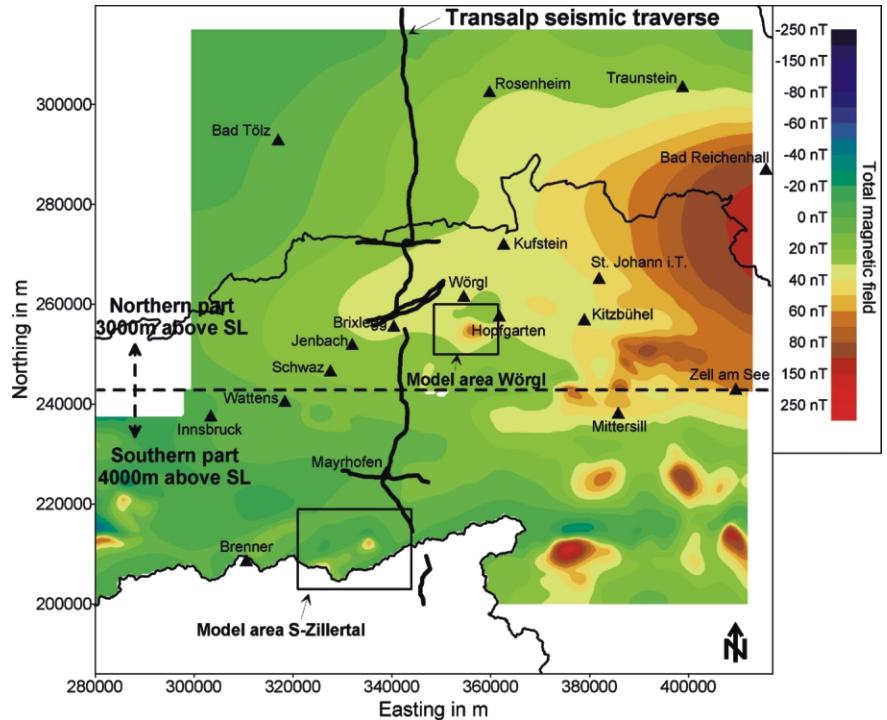 Transalp seismic traverse
-250 nT
-150 nT
-80 nT
-60 nT
-40 nT
-20 nT
0 nT
20 nT
40 nT
60 nT
80 nT
150 nT
250 nT
Total magnetic field
Rosenheim
Traunstein
Bad Tölz
Bad Reichenhall
Kufstein
St. Johann i.T.
Wörgl
Northern part
3000m above SL
Brixlegg
Hopfgarten
Kitzbühel
Jenbach
Schwaz
Model area Wörgl
Zell am See
Wattens
Innsbruck
Mittersill
Southern part
4000m above SL
Mayrhofen
Brenner
Model area S-Zillertal
N
Northing in m
300000
280000
260000
240000
220000
200000
280000
300000
320000
340000
360000
380000
400000
Easting in m